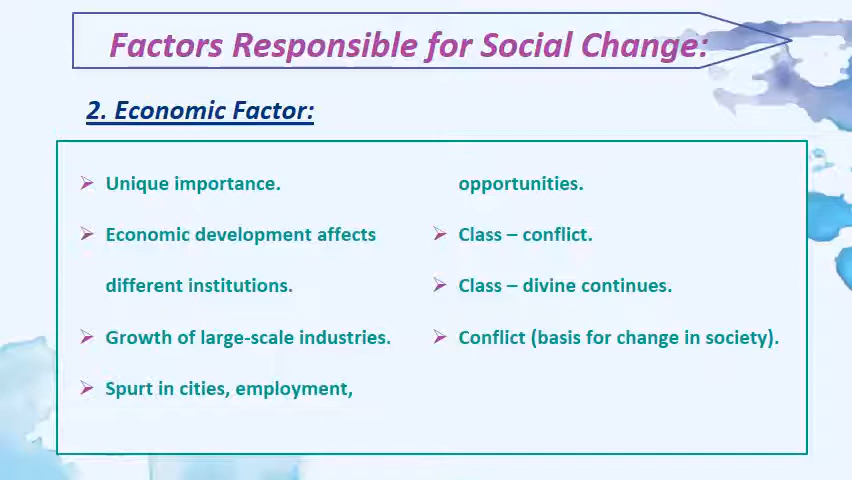 Factors Responsible for Social Change:
2. Economic Factor:
➢ Unique importance.
➢ Economic development affects
different institutions.
➢ Growth of large-scale industries.
➢ Spurt in cities, employment,
opportunities.
➢ Class – conflict.
➢ Class – divine continues.
➢ Conflict (basis for change in society).